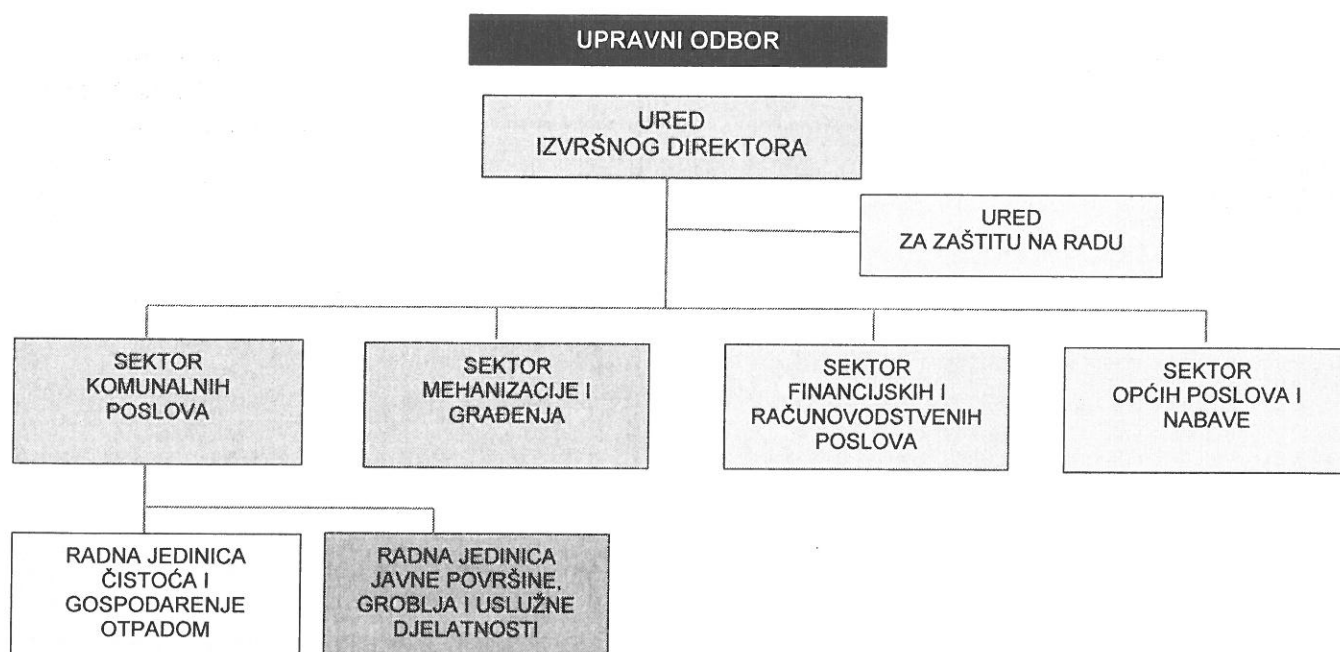 UPRAVNI ODBOR
URED
IZVRŠNOG DIREKTORA
URED
ZA ZAŠTITU NA RADU
SEKTOR
KOMUNALNIH
POSLOVA
SEKTOR
MEHANIZACIJE I
GRAĐENJA
SEKTOR
FINANCIJSKIH I
RAČUNOVODSTVENIH
POSLOVA
SEKTOR
OPĆIH POSLOVA I
NABAVE
RADNA JEDINICA
ČISTOĆA I
GOSPODARENJE
OTPADOM
RADNA JEDINICA
JAVNE POVRŠINE,
GROBLJA I USLUŽNE
DJELATNOSTI